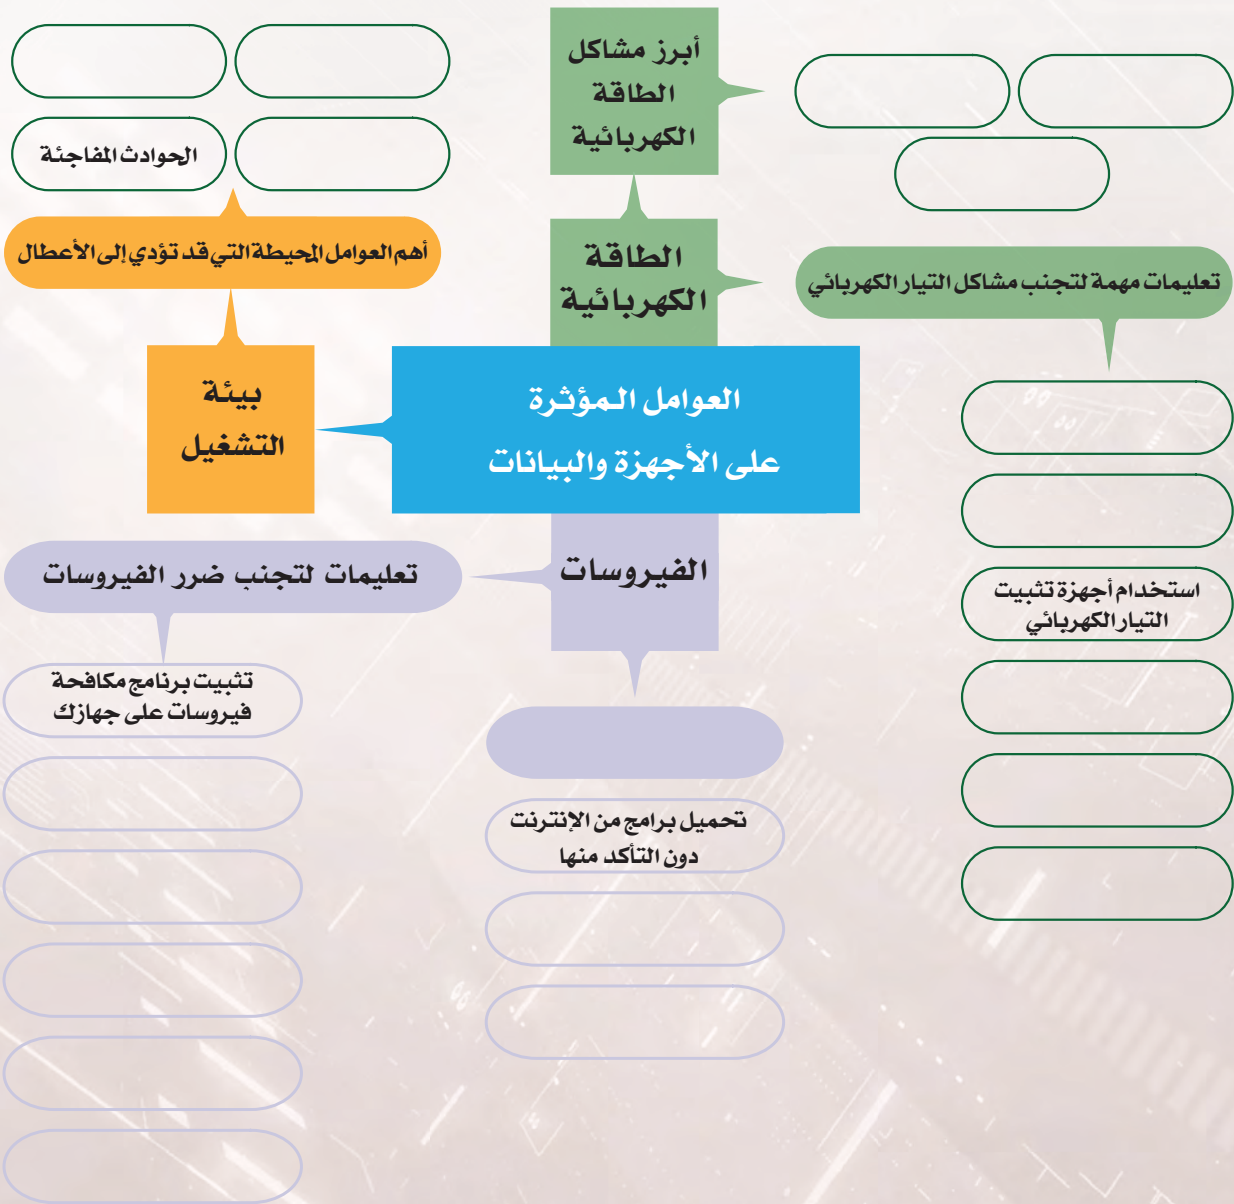 أبرز مشاكل
الطاقة
الكهربائية
الحوادث المفاجئة
أهم العوامل المحيطة التي قد تؤدي إلى الأعطال
الطاقة
الكهربائية
تعليمات مهمة لتجنب مشاكل التيار الكهربائي
العوامل المؤثرة
على الأجهزة والبيانات
بيئة
التشغيل
الفيروسات
تعليمات لتجنب ضرر الفيروسات
استخدام أجهزة تثبيت
التيار الكهربائي
تثبيت برنامج مكافحة
فيروسات على جهازك
تحميل برامج من الإنترنت
دون التأكد منها